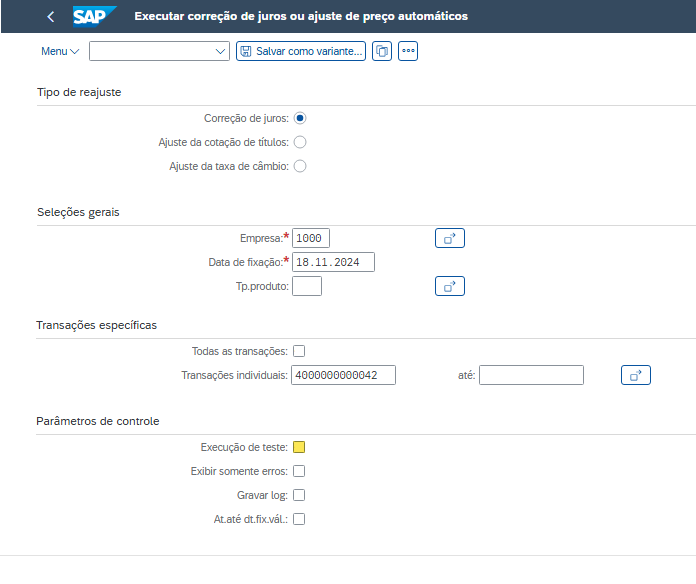 SAP Executar correção de juros ou ajuste de preço automáticos
Menu Salvar como variante...
Tipo de reajuste
Correção de juros:
Ajuste da cotação de títulos:
Ajuste da taxa de câmbio:
Seleções gerais
Empresa:* 1000
Data de fixação:* 18.11.2024
Tp.produto:
Transações específicas
Todas as transações:
Transações individuais: 4000000000042 até:
Parâmetros de controle
Execução de teste:
Exibir somente erros:
Gravar log:
At.até dt.fix.vál.: